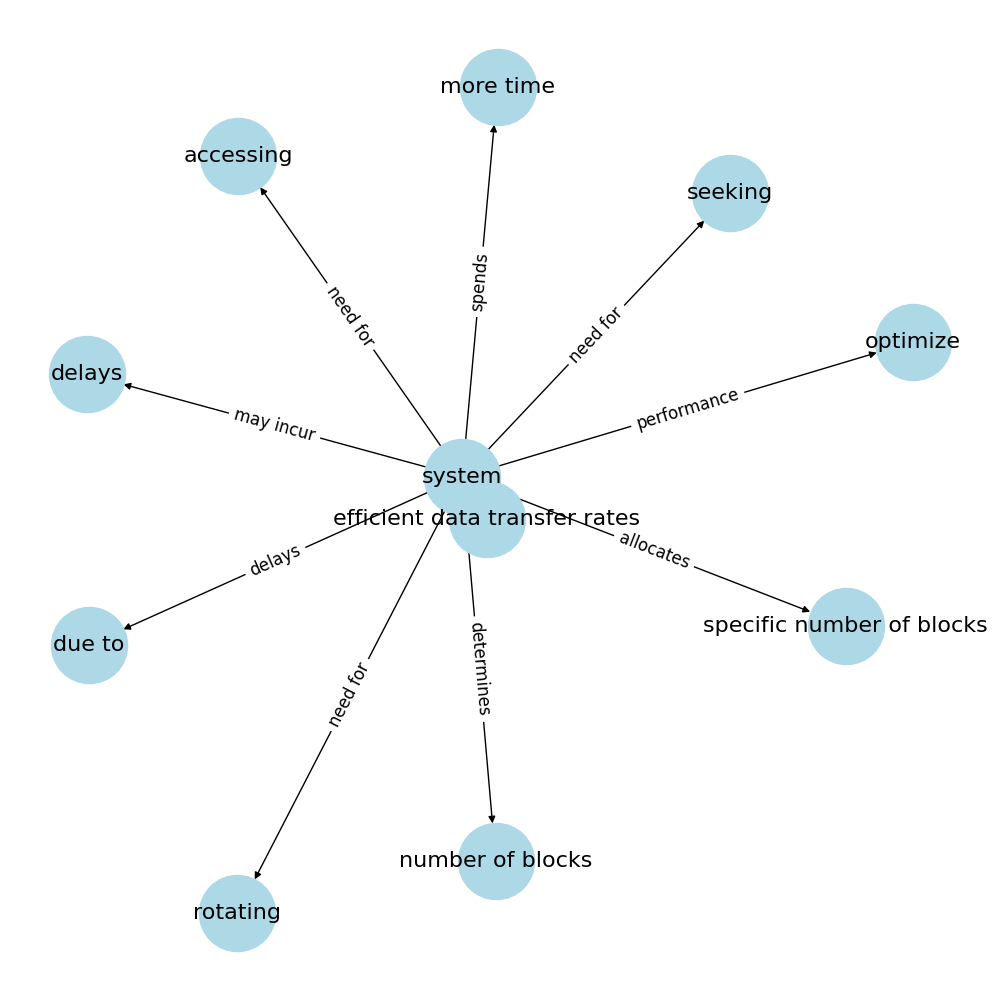 more time
accessing
seeking
spends
need for
need for
optimize
delays
performance
may incur
system
efficient data transfer rates
allocates
delays
specific number of blocks
due to
determines
need for
number of blocks
rotating